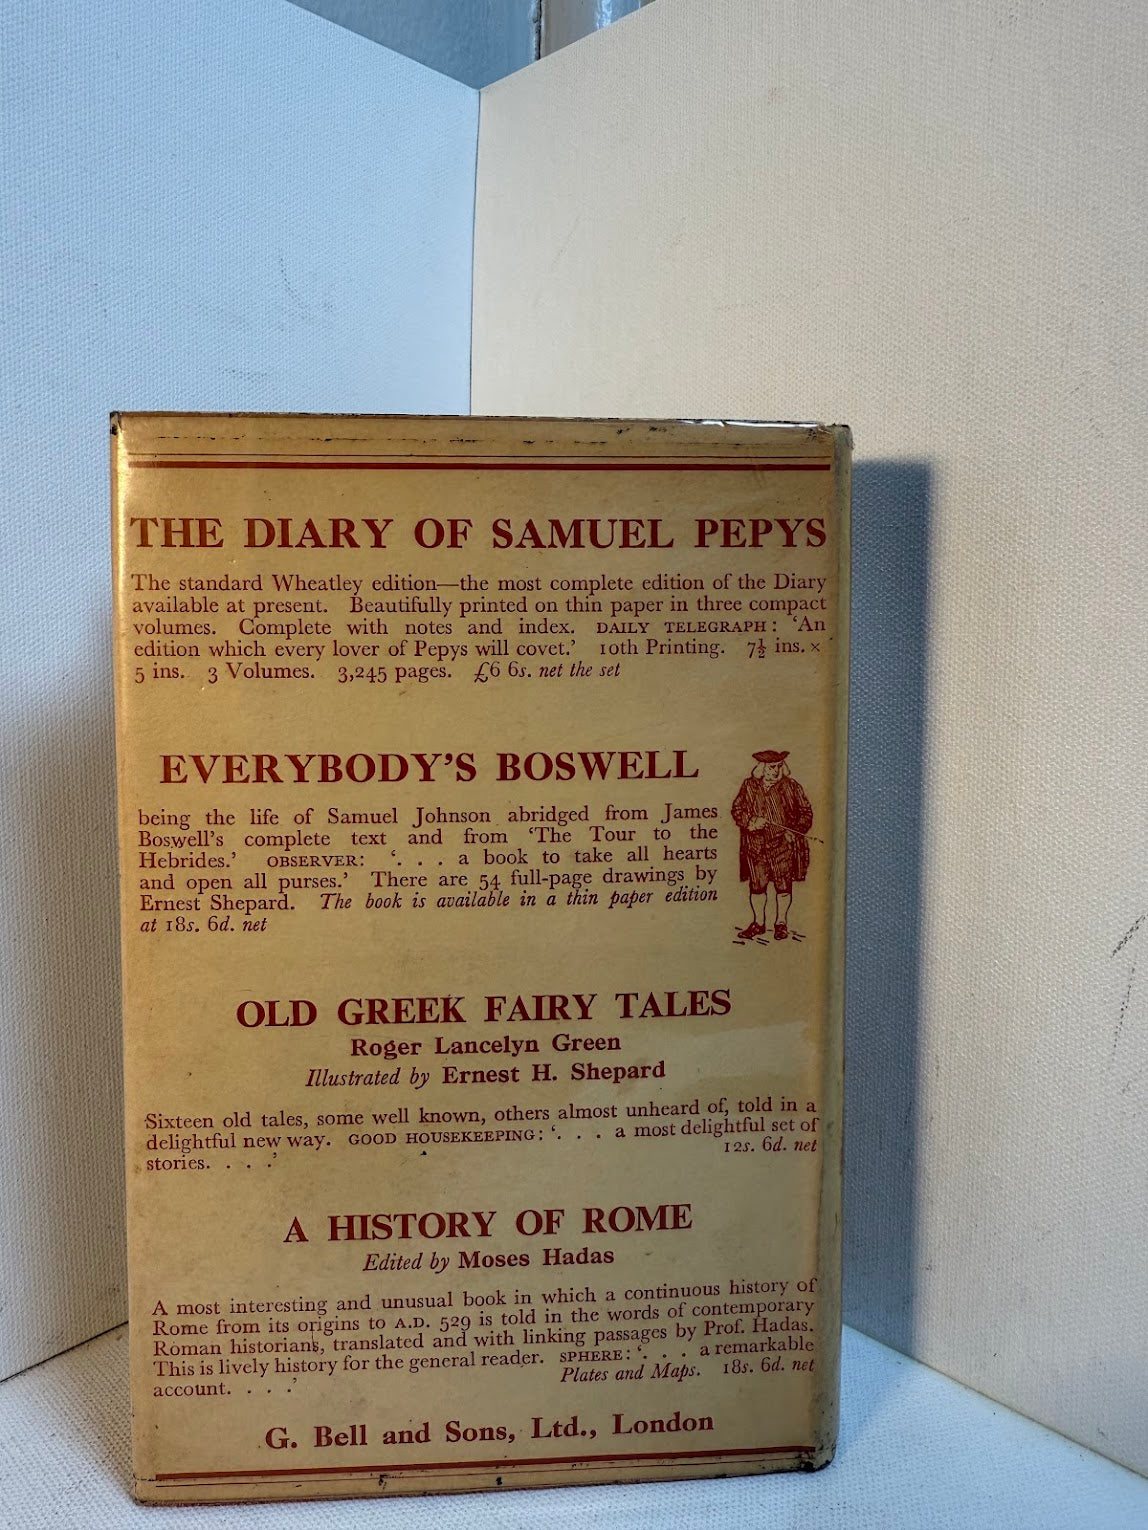 THE DIARY OF SAMUEL PEPYS
The standard Wheatley edition—the most complete edition of the Diary
available at present. Beautifully printed on thin paper in three compact
volumes. Complete with notes and index. DAILY TELEGRAPH: ‘An
edition which every lover of Pepys will covet.’ 10th Printing. 7½ ins. ×
5 ins. 3 Volumes. 3,245 pages. £6 6s. net the set
EVERYBODY’S BOSWELL
being the life of Samuel Johnson abridged from James
Boswell’s complete text and from ‘The Tour to the
Hebrides.’ OBSERVER: ‘. . . a book to take all hearts
and open all purses.’ There are 54 full-page drawings by
Ernest Shepard. The book is available in a thin paper edition
at 18s. 6d. net
OLD GREEK FAIRY TALES
Roger Lancelyn Green
Illustrated by Ernest H. Shepard
Sixteen old tales, some well known, others almost unheard of, told in a
delightful new way. GOOD HOUSEKEEPING: ‘. . . a most delightful set of
stories. . . .’ 12s. 6d. net
A HISTORY OF ROME
Edited by Moses Hadas
A most interesting and unusual book in which a continuous history of
Rome from its origins to A.D. 529 is told in the words of contemporary
Roman historians, translated and with linking passages by Prof. Hadas.
This is lively history for the general reader. SPHERE: ‘. . . a remarkable
account. . . .’ Plates and Maps. 18s. 6d. net
G. Bell and Sons, Ltd., London